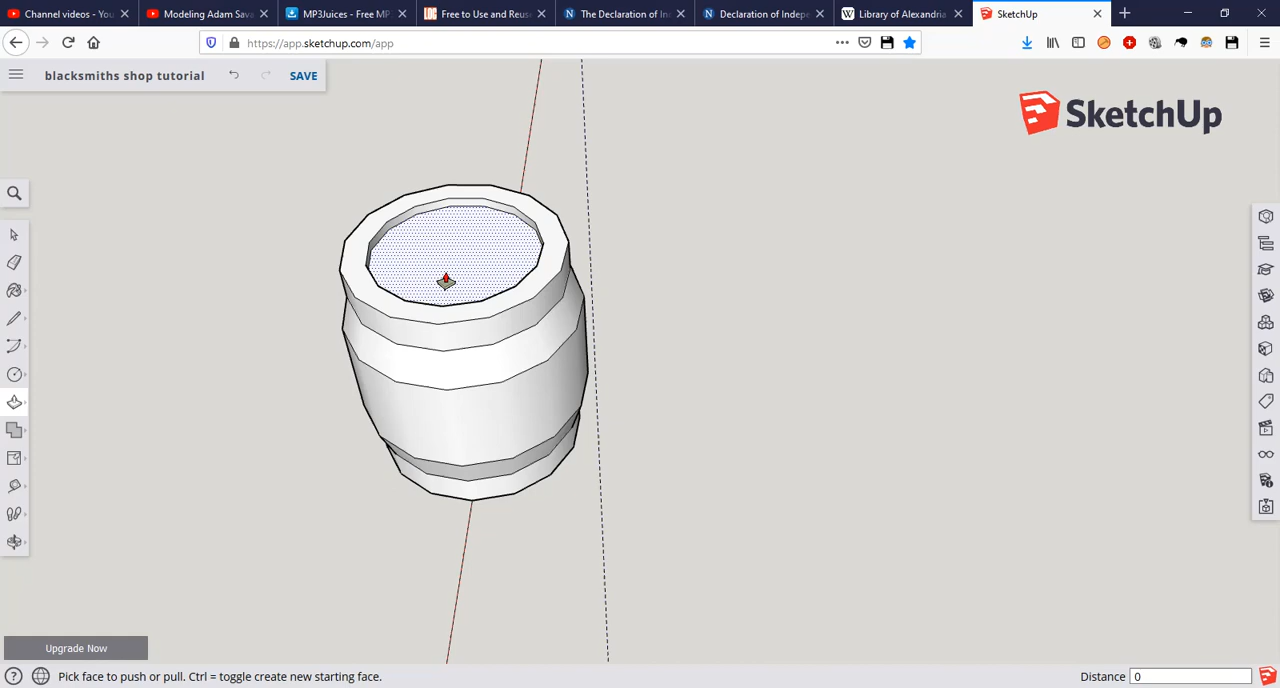 Channel videos - You
Modeling Adam Sava
MP3Juices - Free MP
Free to Use and Reus
The Declaration of In
Declaration of Indepe
Library of Alexandria
SketchUp
https://app.sketchup.com/app
blacksmiths shop tutorial
SAVE
SketchUp
Upgrade Now
Pick face to push or pull. Ctrl = toggle create new starting face.
Distance 0